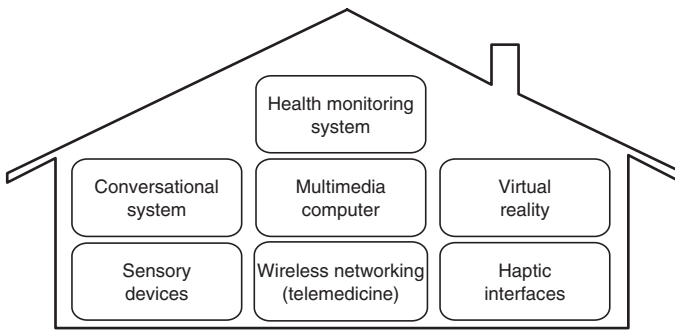 Health monitoring
system
Conversational
system
Multimedia
computer
Virtual
reality
Sensory
devices
Wireless networking
(telemedicine)
Haptic
interfaces